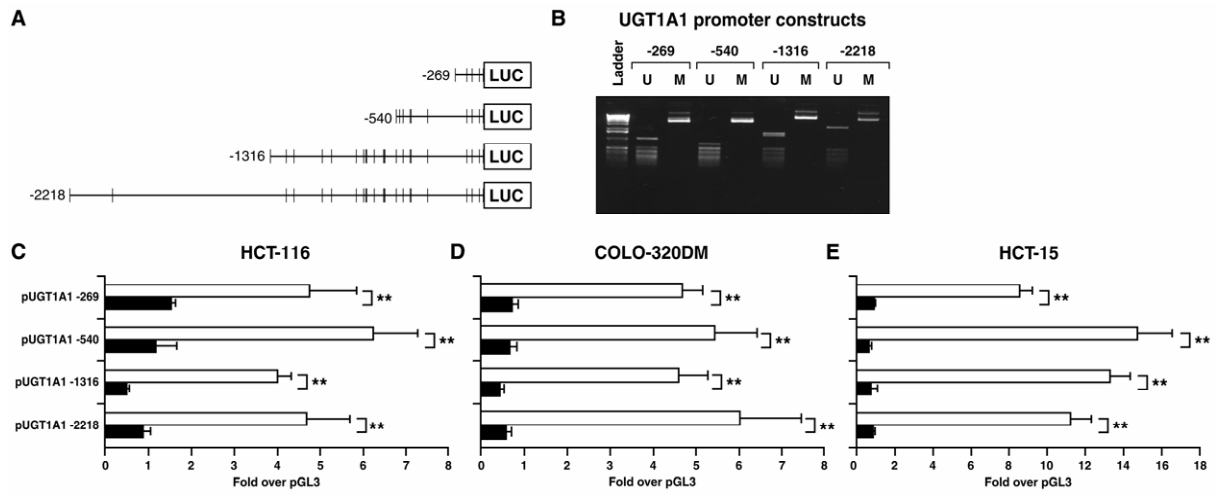 A
-269 LUC
-540 LUC
-1316 LUC
-2218 LUC
B
UGT1A1 promoter constructs
Ladder
-269 -540 -1316 -2218
U M U M U M U M
C
HCT-116
pUGT1A1 -269 **
pUGT1A1 -540 **
pUGT1A1 -1316 **
pUGT1A1 -2218 **
0 1 2 3 4 5 6 7 8
Fold over pGL3
D
COLO-320DM
**
**
**
**
0 1 2 3 4 5 6 7 8
Fold over pGL3
E
HCT-15
**
**
**
**
0 2 4 6 8 10 12 14 16 18
Fold over pGL3